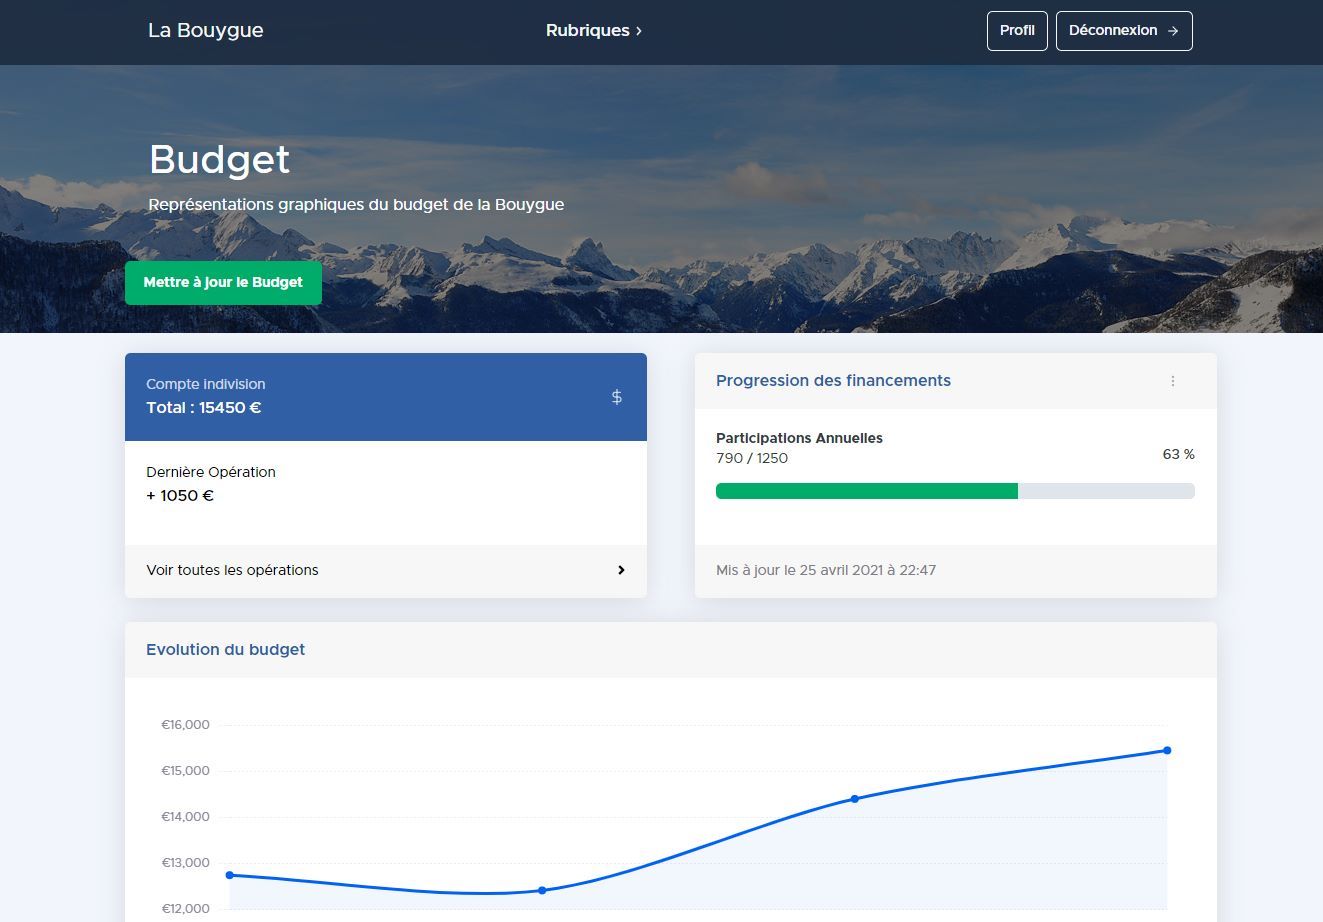 La Bouygue
Rubriques ›
Profil
Déconnexion →
Budget
Représentations graphiques du budget de la Bouygue
Mettre à jour le Budget
Compte indivision
Total : 15450 €
$
Dernière Opération
+ 1050 €
Voir toutes les opérations
Progression des financements
Participations Annuelles
790 / 1250
63 %
Mis à jour le 25 avril 2021 à 22:47
Evolution du budget
€16,000
€15,000
€14,000
€13,000
€12,000